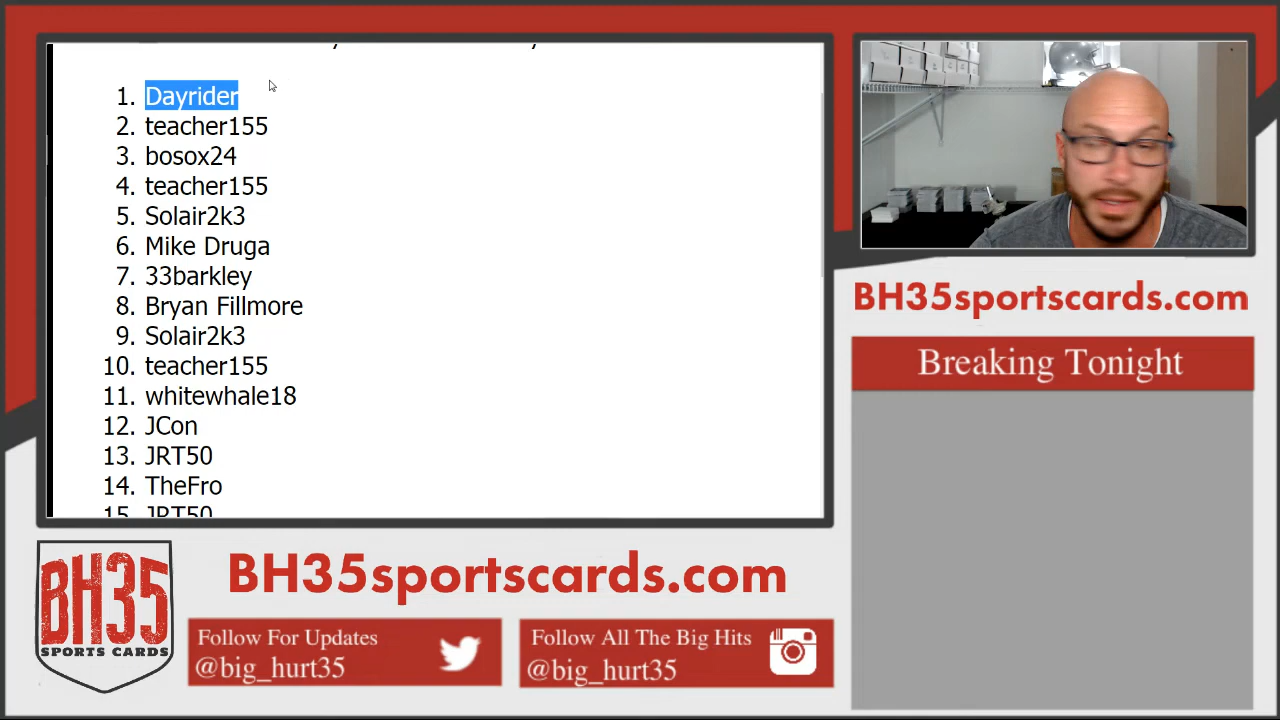 1. Dayrider
2. teacher155
3. bosox24
4. teacher155
5. Solair2k3
6. Mike Druga
7. 33barkley
8. Bryan Fillmore
9. Solair2k3
10. teacher155
11. whitewhale18
12. JCon
13. JRT50
14. TheFro
15. JRT50
BH35sportscards.com
Breaking Tonight
BH35
SPORTS CARDS
BH35sportscards.com
Follow For Updates
@big_hurt35
Follow All The Big Hits
@big_hurt35